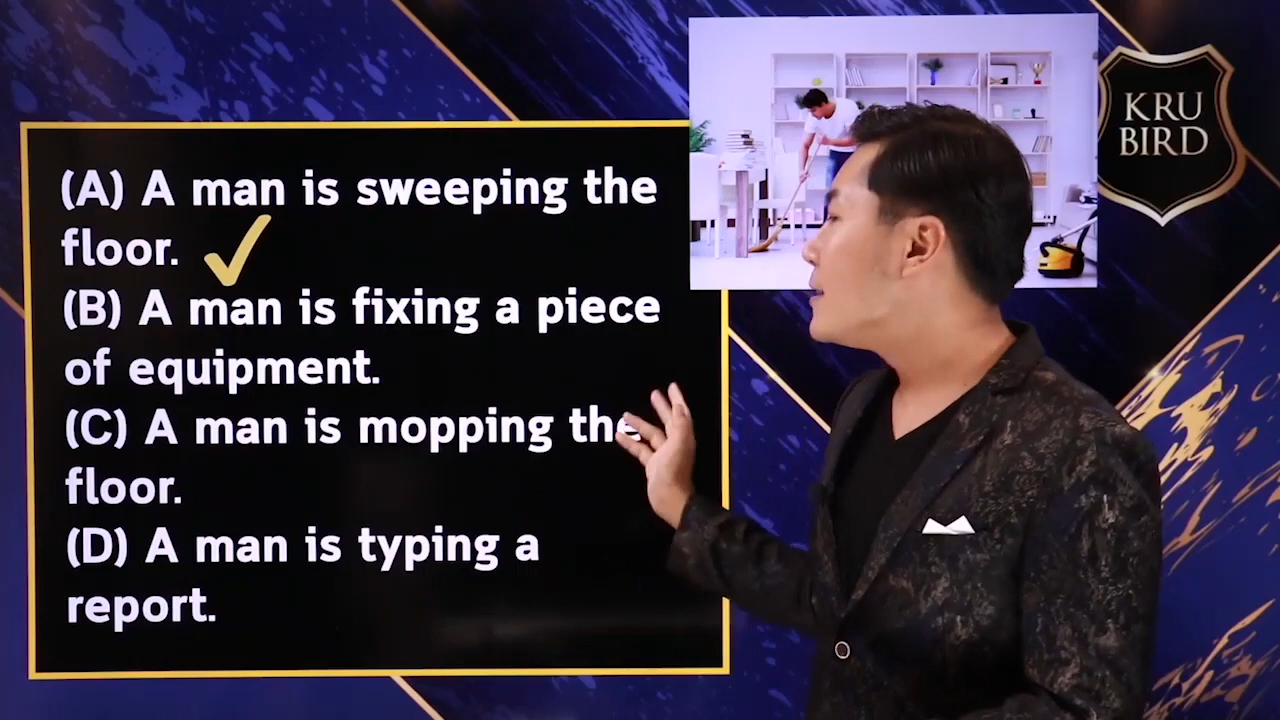 (A) A man is sweeping the
floor.
(B) A man is fixing a piece
of equipment.
(C) A man is mopping the
floor.
(D) A man is typing a
report.
KRU
BIRD